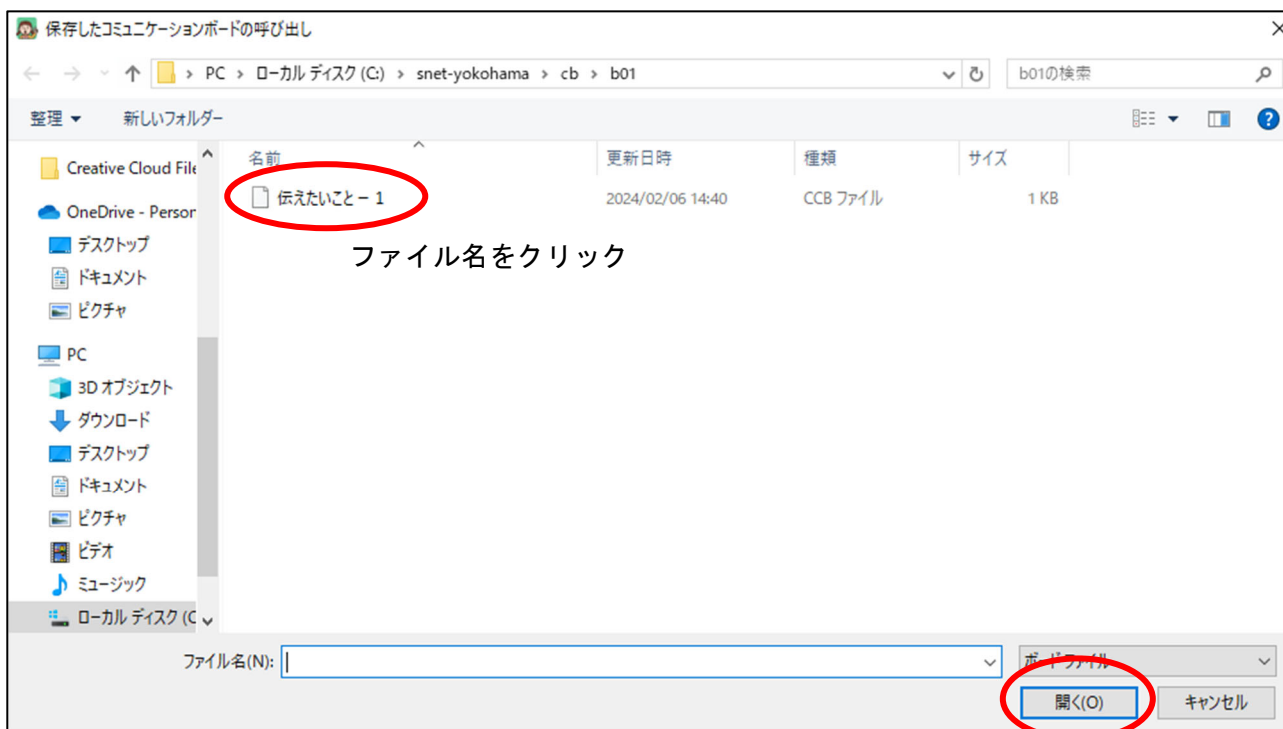 保存したコミュニケーションボードの呼び出し
PC › ローカル ディスク (C:) › snet-yokohama › cb › b01
b01の検索
整理
新しいフォルダー
名前
更新日時
種類
サイズ
Creative Cloud File
伝えたいこと－１
2024/02/06 14:40
CCB ファイル
1 KB
OneDrive - Person
デスクトップ
ファイル名をクリック
ドキュメント
ピクチャ
PC
3D オブジェクト
ダウンロード
デスクトップ
ドキュメント
ピクチャ
ビデオ
ミュージック
ローカル ディスク (C
ファイル名(N):
ボードファイル
開く(O)
キャンセル